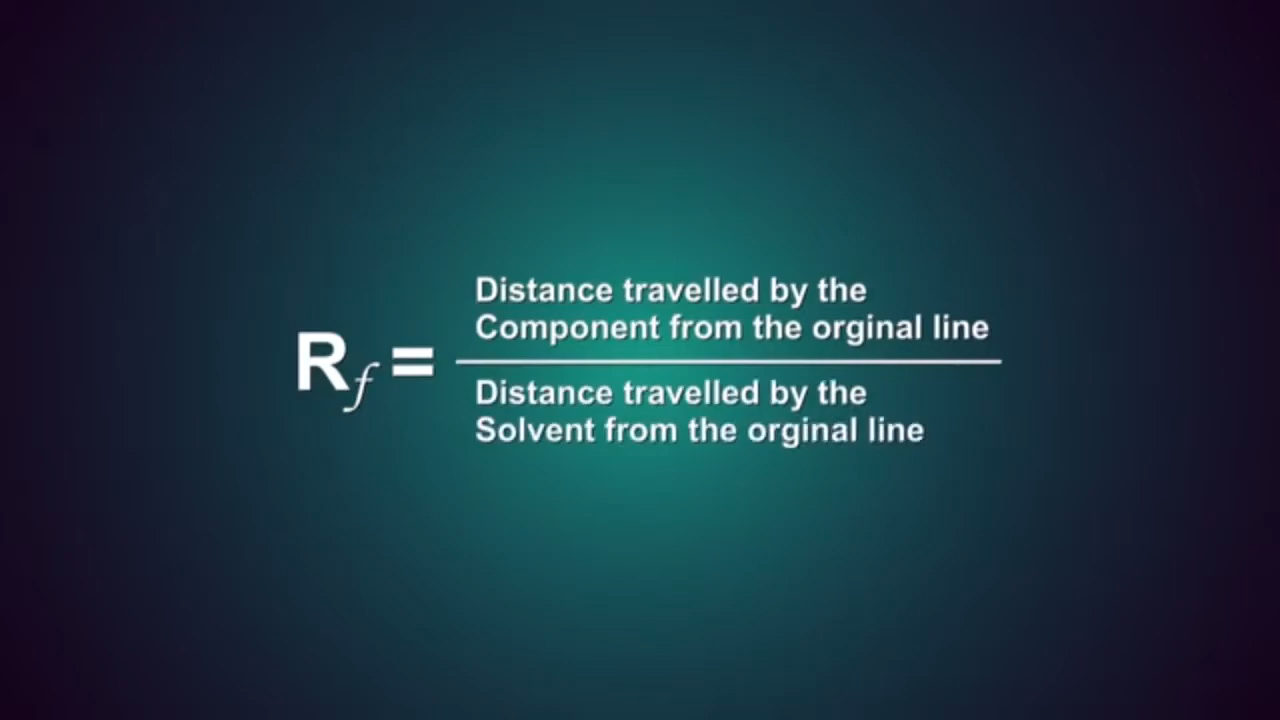 Distance travelled by the
Component from the orginal line
Rf =
Distance travelled by the
Solvent from the orginal line